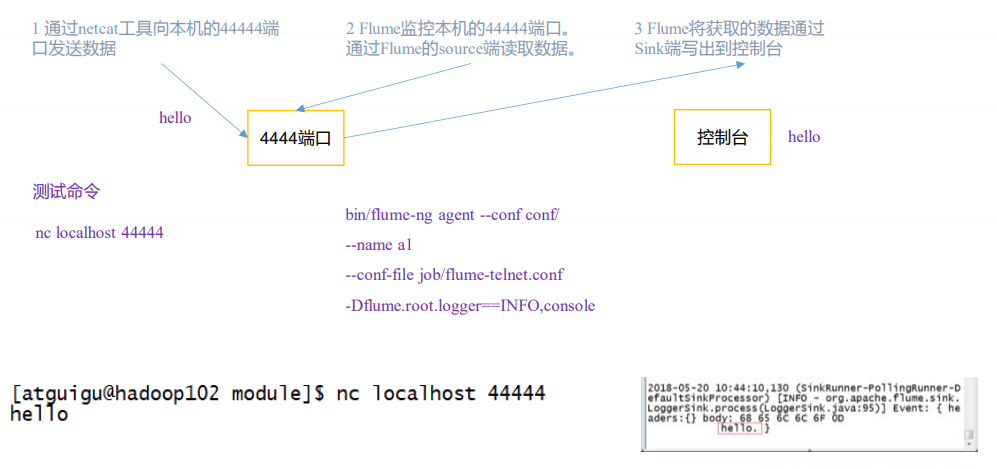 1 通过netcat工具向本机的44444端
口发送数据
2 Flume监控本机的44444端口。
通过Flume的source端读取数据。
3 Flume将获取的数据通过
Sink端写出到控制台
hello
4444端口
控制台
hello
测试命令
nc localhost 44444
bin/flume-ng agent --conf conf/
--name a1
--conf-file job/flume-telnet.conf
-Dflume.root.logger==INFO,console
[atguigu@hadoop102 module]$ nc localhost 44444
hello
2018-05-20 10:44:10,130 (SinkRunner-PollingRunner-D
efaultSinkProcessor) [INFO - org.apache.flume.sink.
LoggerSink.process(LoggerSink.java:95)] Event: { he
aders:{} body: 68 65 6C 6C 6F 0D
hello. }